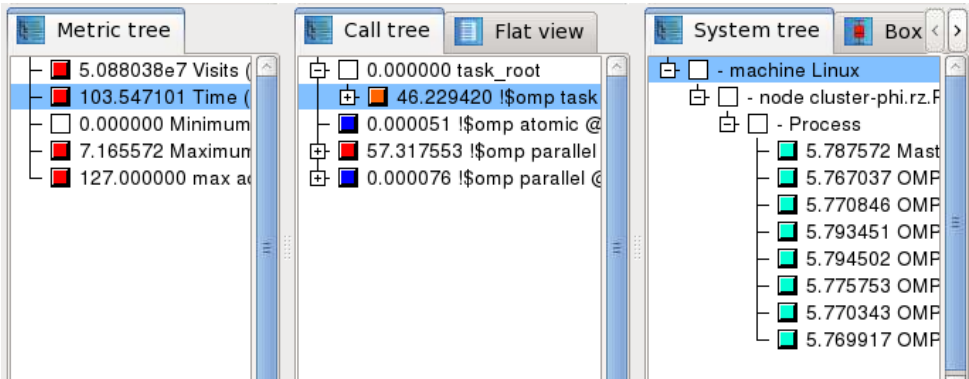 Metric tree
5.088038e7 Visits (
103.547101 Time (
0.000000 Minimum
7.165572 Maximum
127.000000 max a
Call tree
Flat view
0.000000 task_root
46.229420 !$omp task
0.000051 !$omp atomic @
57.317553 !$omp parallel
0.000076 !$omp parallel @
System tree
Box
- machine Linux
- node cluster-phi.rz.
- Process
5.787572 Mast
5.767037 OMP
5.770846 OMP
5.793451 OMP
5.794502 OMP
5.775753 OMP
5.770343 OMP
5.769917 OMP